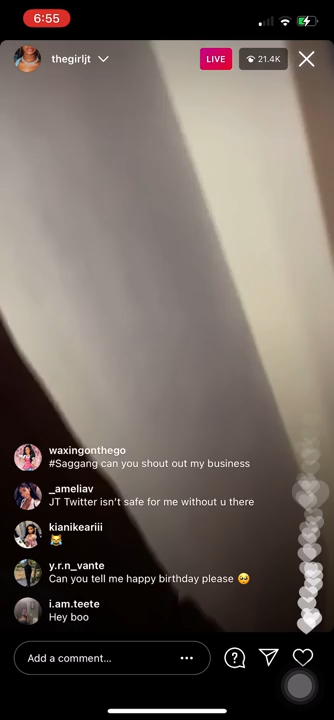 6:55
thegirljt
LIVE
21.4K
waxingonthego
#Saggang can you shout out my business
_ameliav
JT Twitter isn't safe for me without u there
kianikeariii
😹
y.r.n_vante
Can you tell me happy birthday please 🥺
i.am.teete
Hey boo
Add a comment...